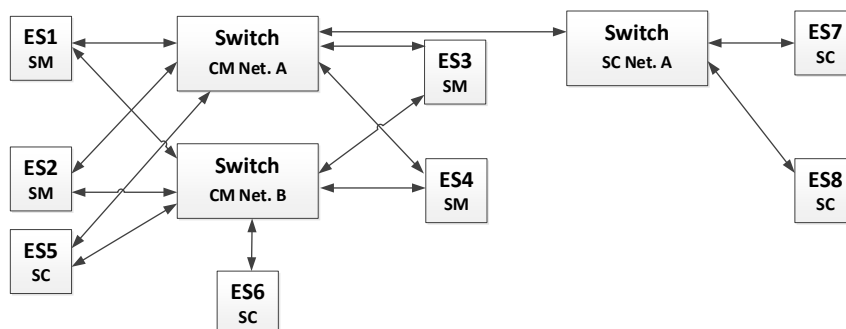 ES1
SM
Switch
CM Net. A
ES3
SM
Switch
SC Net. A
ES7
SC
ES2
SM
Switch
CM Net. B
ES4
SM
ES8
SC
ES5
SC
ES6
SC